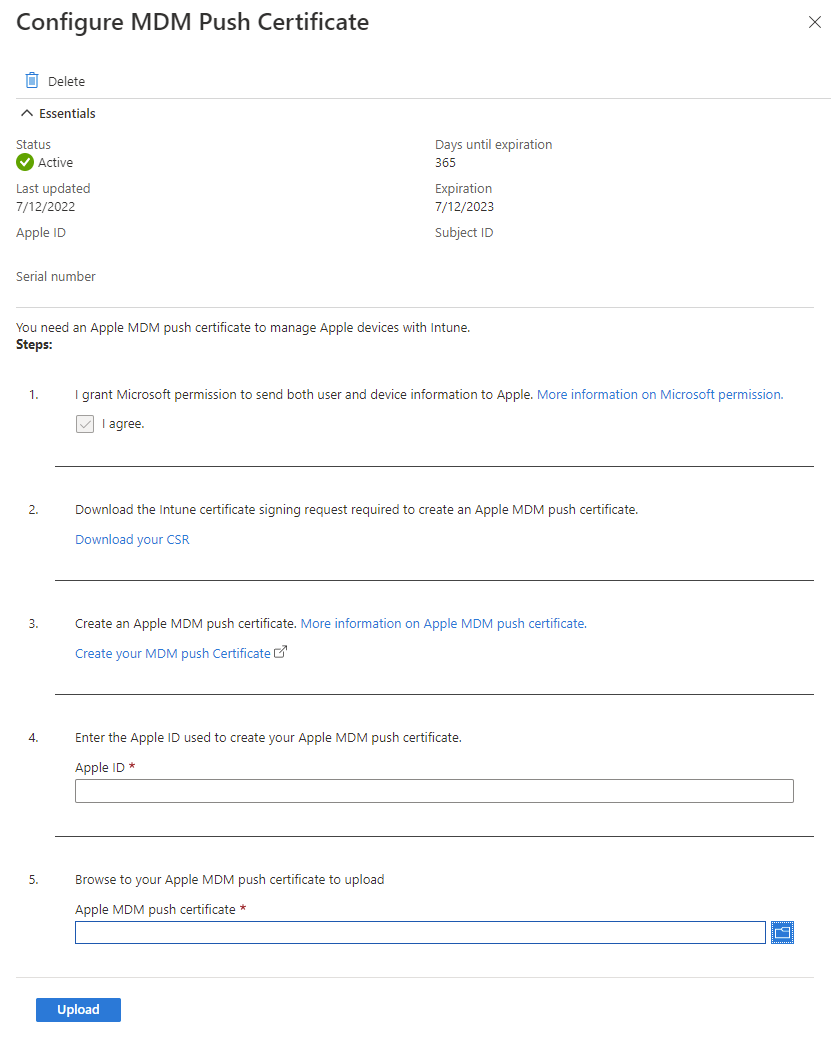 Configure MDM Push Certificate
Delete
Essentials
Status
Active
Days until expiration
365
Last updated
7/12/2022
Expiration
7/12/2023
Apple ID
Subject ID
Serial number
You need an Apple MDM push certificate to manage Apple devices with Intune.
Steps:
1. I grant Microsoft permission to send both user and device information to Apple. More information on Microsoft permission.
I agree.
2. Download the Intune certificate signing request required to create an Apple MDM push certificate.
Download your CSR
3. Create an Apple MDM push certificate. More information on Apple MDM push certificate.
Create your MDM push Certificate
4. Enter the Apple ID used to create your Apple MDM push certificate.
Apple ID *
5. Browse to your Apple MDM push certificate to upload
Apple MDM push certificate *
Upload